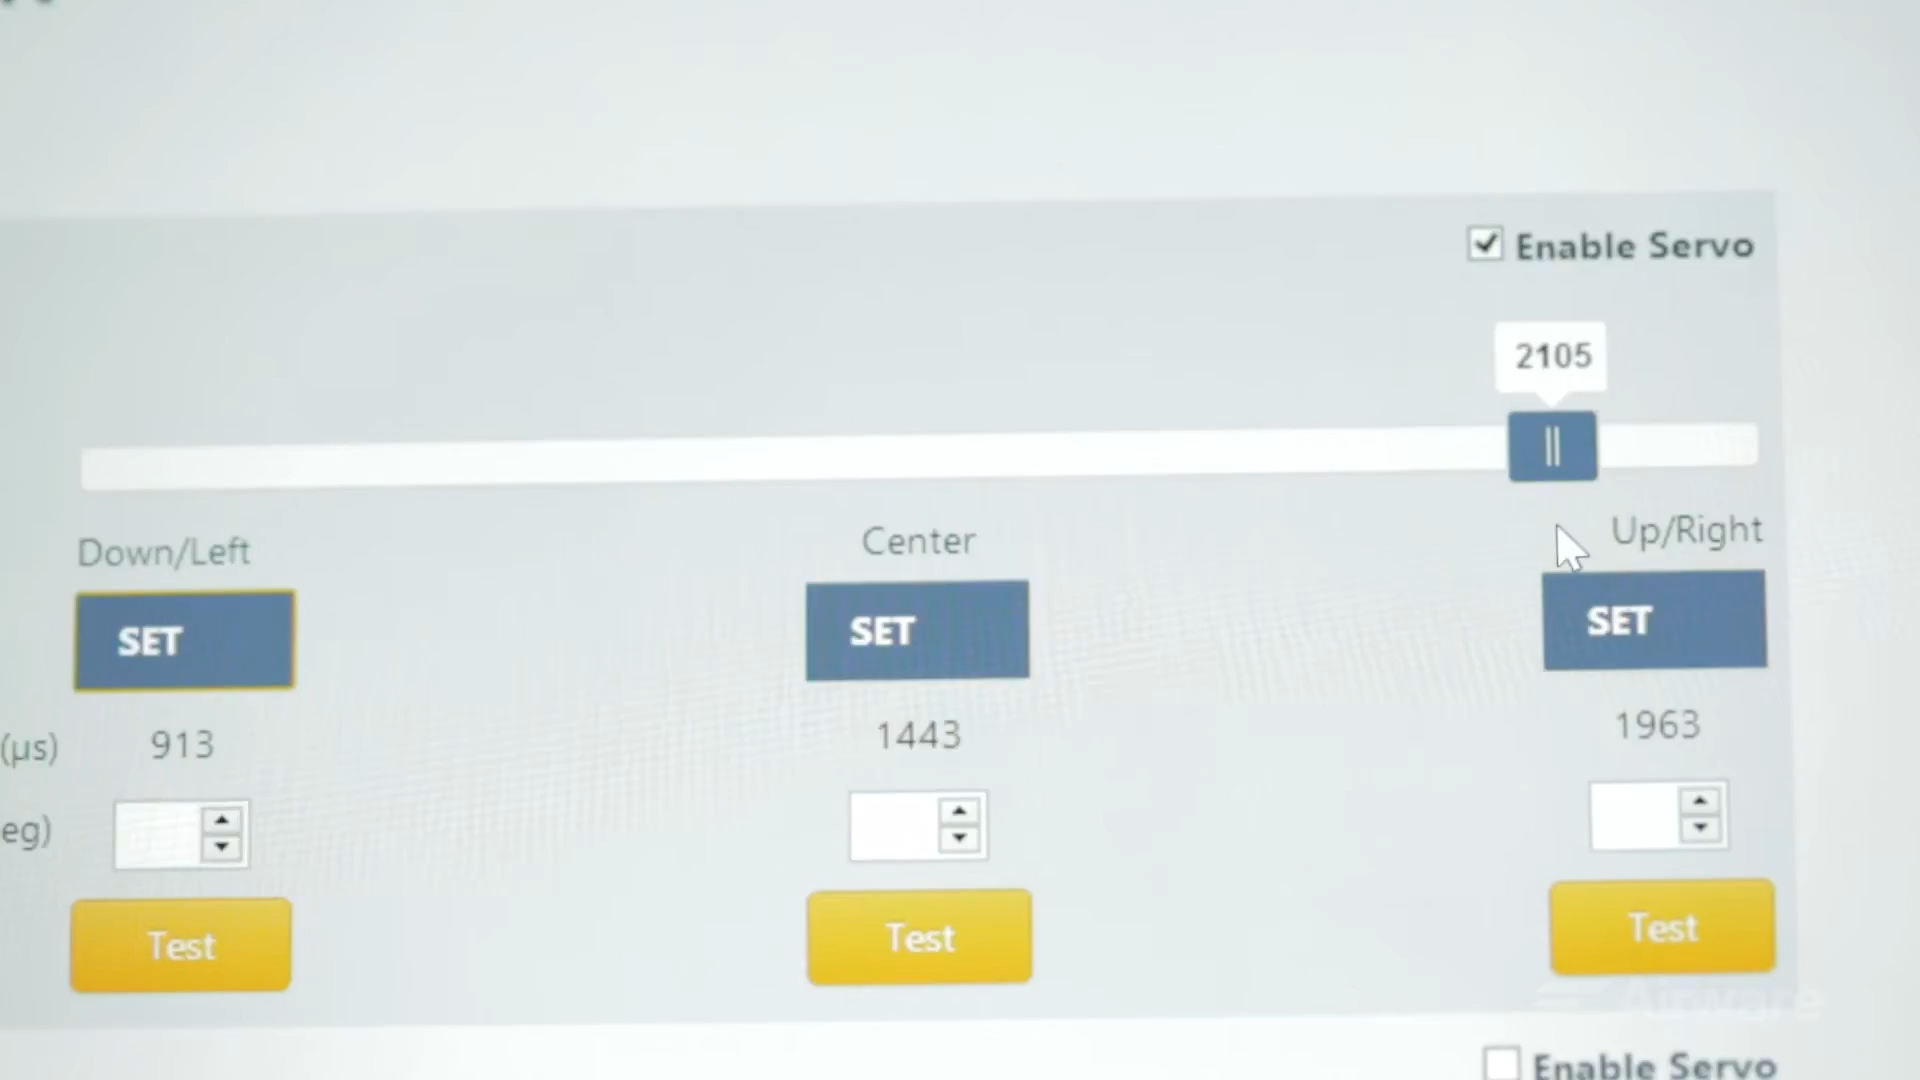 Enable Servo
2105
Down/Left Center Up/Right
SET SET SET
(µs) 913 1443 1963
eg)
Test Test Test
Airware
Enable Servo